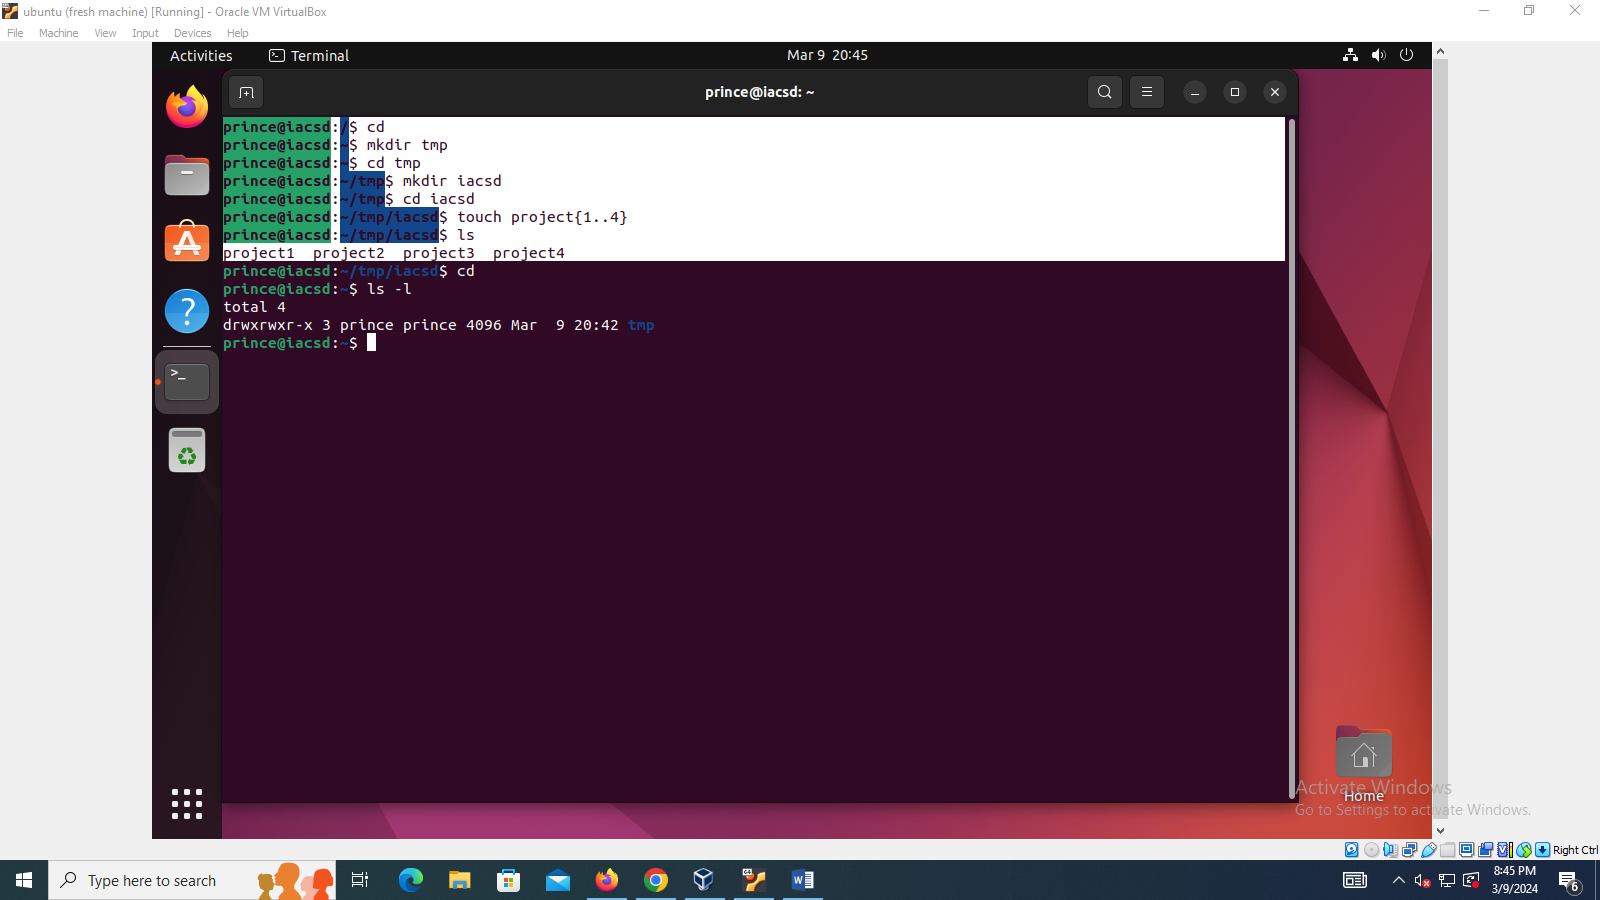 ubuntu (fresh machine) [Running] - Oracle VM VirtualBox
File Machine View Input Devices Help
Activities Terminal Mar 9 20:45
prince@iacsd: ~
prince@iacsd:/$ cd
prince@iacsd:~$ mkdir tmp
prince@iacsd:~$ cd tmp
prince@iacsd:~/tmp$ mkdir iacsd
prince@iacsd:~/tmp$ cd iacsd
prince@iacsd:~/tmp/iacsd$ touch project{1..4}
prince@iacsd:~/tmp/iacsd$ ls
project1  project2  project3  project4
prince@iacsd:~/tmp/iacsd$ cd
prince@iacsd:~$ ls -l
total 4
drwxrwxr-x 3 prince prince 4096 Mar  9 20:42 tmp
prince@iacsd:~$
Home
Activate Windows
Go to Settings to activate Windows.
Right Ctrl
Type here to search
8:45 PM
3/9/2024
6